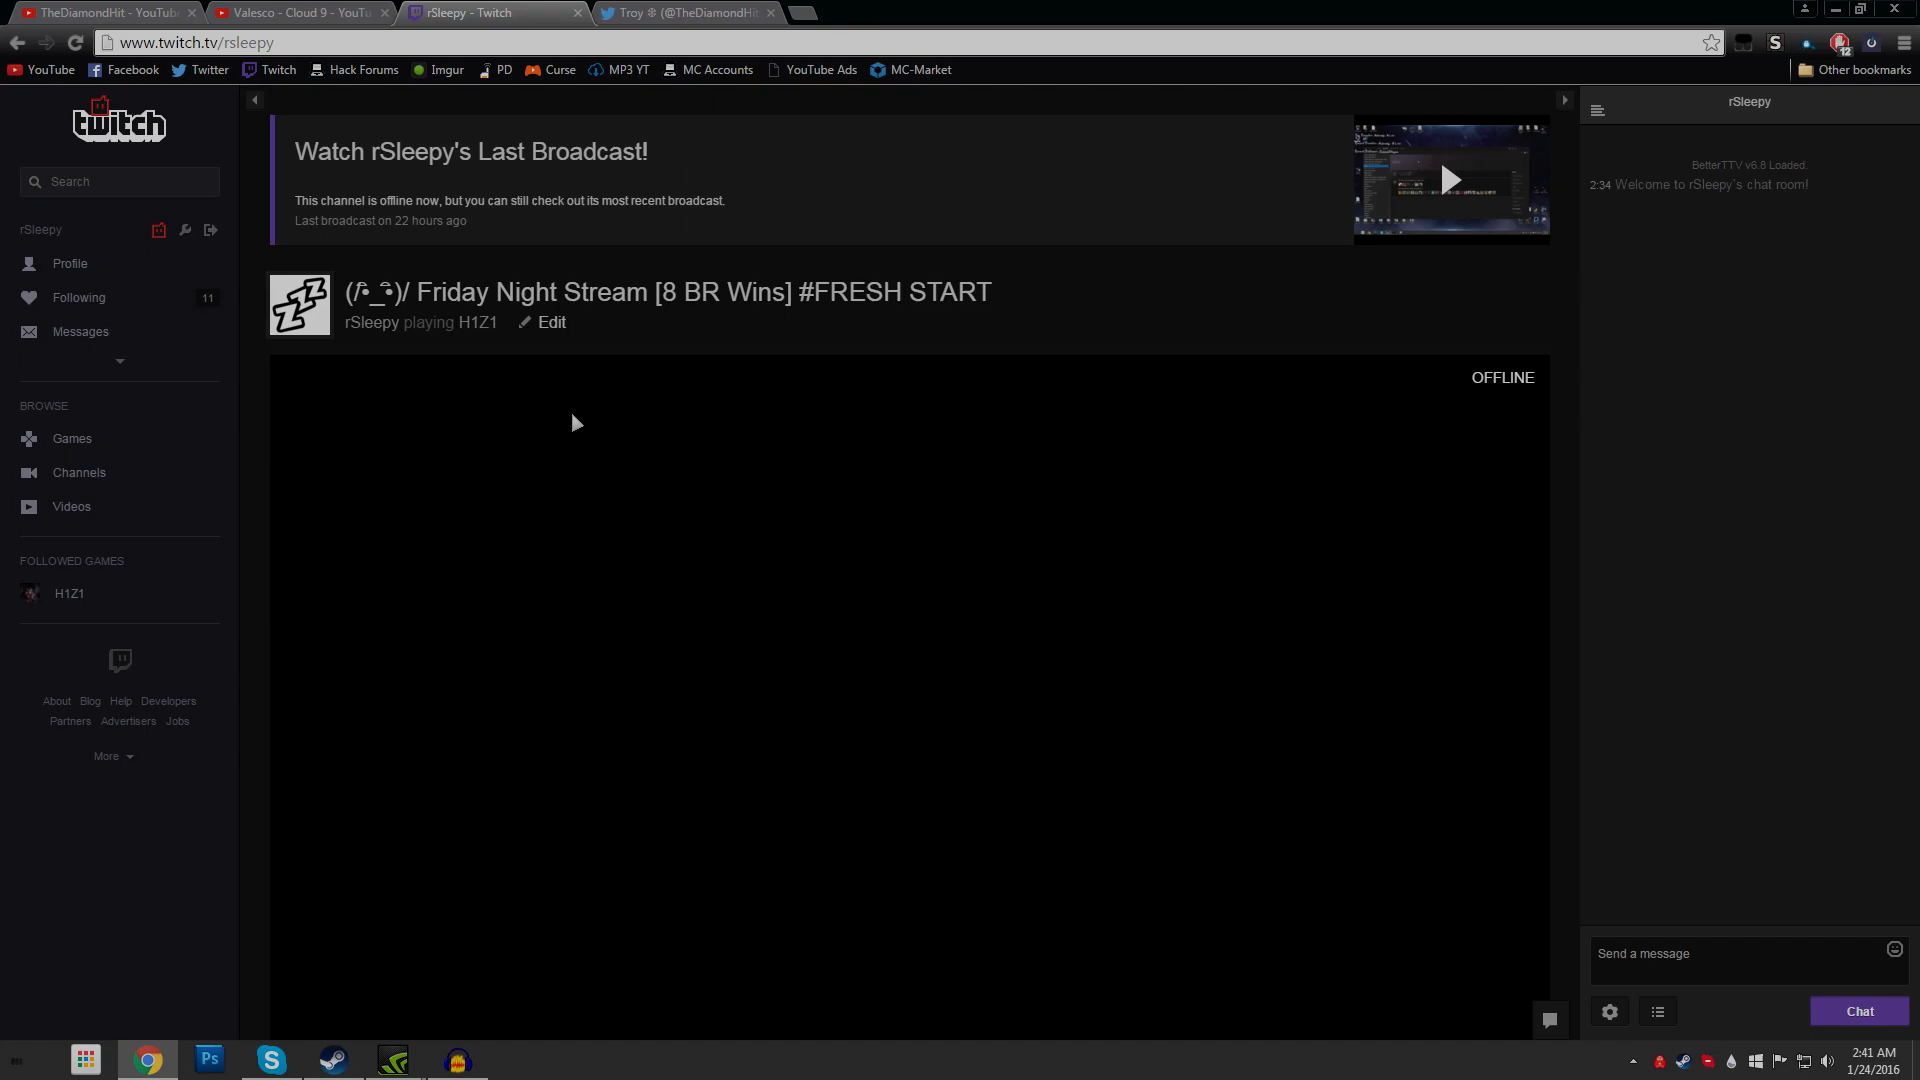 TheDiamondHit - YouTube
Valesco - Cloud 9 - YouTu
rSleepy - Twitch
Troy ❄ (@TheDiamondHit
www.twitch.tv/rsleepy
S
12
YouTube
Facebook
Twitter
Twitch
Hack Forums
Imgur
PD
Curse
MP3 YT
MC Accounts
YouTube Ads
MC-Market
Other bookmarks
twitch
Search
rSleepy
Profile
Following
11
Messages
BROWSE
Games
Channels
Videos
FOLLOWED GAMES
H1Z1
About Blog Help Developers
Partners Advertisers Jobs
More
Watch rSleepy's Last Broadcast!
This channel is offline now, but you can still check out its most recent broadcast.
Last broadcast on 22 hours ago
(/•̂_•̂)/ Friday Night Stream [8 BR Wins] #FRESH START
rSleepy playing H1Z1
Edit
OFFLINE
rSleepy
BetterTTV v6.8 Loaded.
2:34 Welcome to rSleepy's chat room!
Send a message
Chat
Ps
2:41 AM
1/24/2016